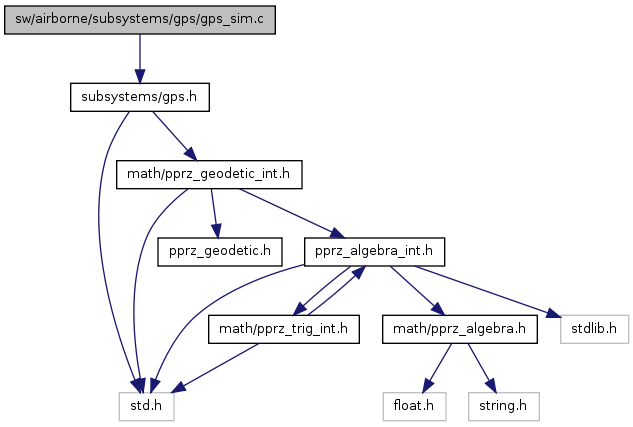 sw/airborne/subsystems/gps/gps_sim.c
subsystems/gps.h
math/pprz_geodetic_int.h
pprz_geodetic.h
pprz_algebra_int.h
math/pprz_trig_int.h
math/pprz_algebra.h
stdlib.h
std.h
float.h
string.h